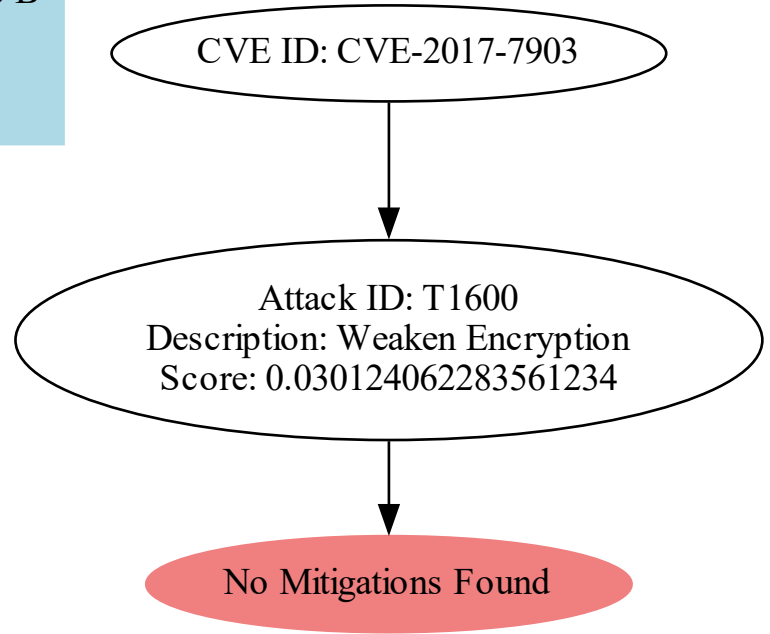 CVE ID: CVE-2017-7903
Attack ID: T1600
Description: Weaken Encryption
Score: 0.030124062283561234
No Mitigations Found